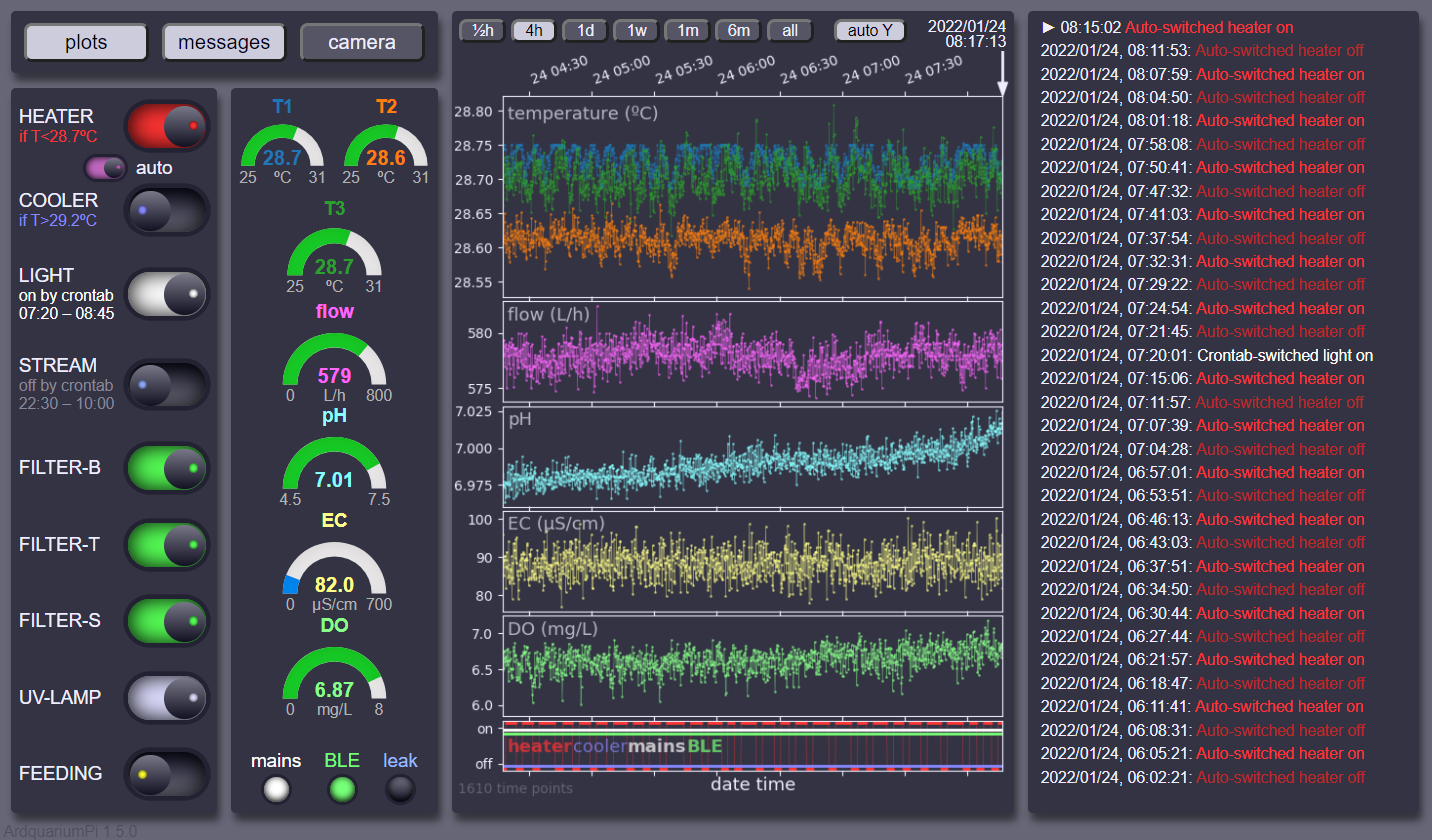 plots
messages
camera
HEATER
if T<28.7ºC
auto
COOLER
if T>29.2ºC
LIGHT
on by crontab
07:20 – 08:45
STREAM
off by crontab
22:30 – 10:00
FILTER-B
FILTER-T
FILTER-S
UV-LAMP
FEEDING
T1
28.7
25 ºC 31
T2
28.6
25 ºC 31
T3
28.7
25 ºC 31
flow
579
0 L/h 800
pH
7.01
4.5 7.5
EC
82.0
0 µS/cm 700
DO
6.87
0 mg/L 8
mains BLE leak
½h 4h 1d 1w 1m 6m all auto Y
2022/01/24
08:17:13
24 04:30 24 05:00 24 05:30 24 06:00 24 06:30 24 07:00 24 07:30
temperature (ºC)
28.80
28.75
28.70
28.65
28.60
28.55
flow (L/h)
580
575
pH
7.025
7.000
6.975
EC (µS/cm)
100
90
80
DO (mg/L)
7.0
6.5
6.0
on
heater cooler mains BLE
off
date time
1610 time points
► 08:15:02 Auto-switched heater on
2022/01/24, 08:11:53: Auto-switched heater off
2022/01/24, 08:07:59: Auto-switched heater on
2022/01/24, 08:04:50: Auto-switched heater off
2022/01/24, 08:01:18: Auto-switched heater on
2022/01/24, 07:58:08: Auto-switched heater off
2022/01/24, 07:50:41: Auto-switched heater on
2022/01/24, 07:47:32: Auto-switched heater off
2022/01/24, 07:41:03: Auto-switched heater on
2022/01/24, 07:37:54: Auto-switched heater off
2022/01/24, 07:32:31: Auto-switched heater on
2022/01/24, 07:29:22: Auto-switched heater off
2022/01/24, 07:24:54: Auto-switched heater on
2022/01/24, 07:21:45: Auto-switched heater off
2022/01/24, 07:20:01: Crontab-switched light on
2022/01/24, 07:15:06: Auto-switched heater on
2022/01/24, 07:11:57: Auto-switched heater off
2022/01/24, 07:07:39: Auto-switched heater on
2022/01/24, 07:04:28: Auto-switched heater off
2022/01/24, 06:57:01: Auto-switched heater on
2022/01/24, 06:53:51: Auto-switched heater off
2022/01/24, 06:46:13: Auto-switched heater on
2022/01/24, 06:43:03: Auto-switched heater off
2022/01/24, 06:37:51: Auto-switched heater on
2022/01/24, 06:34:50: Auto-switched heater off
2022/01/24, 06:30:44: Auto-switched heater on
2022/01/24, 06:27:44: Auto-switched heater off
2022/01/24, 06:21:57: Auto-switched heater on
2022/01/24, 06:18:47: Auto-switched heater off
2022/01/24, 06:11:41: Auto-switched heater on
2022/01/24, 06:08:31: Auto-switched heater off
2022/01/24, 06:05:21: Auto-switched heater on
2022/01/24, 06:02:21: Auto-switched heater off
ArdquariumPi 1.5.0